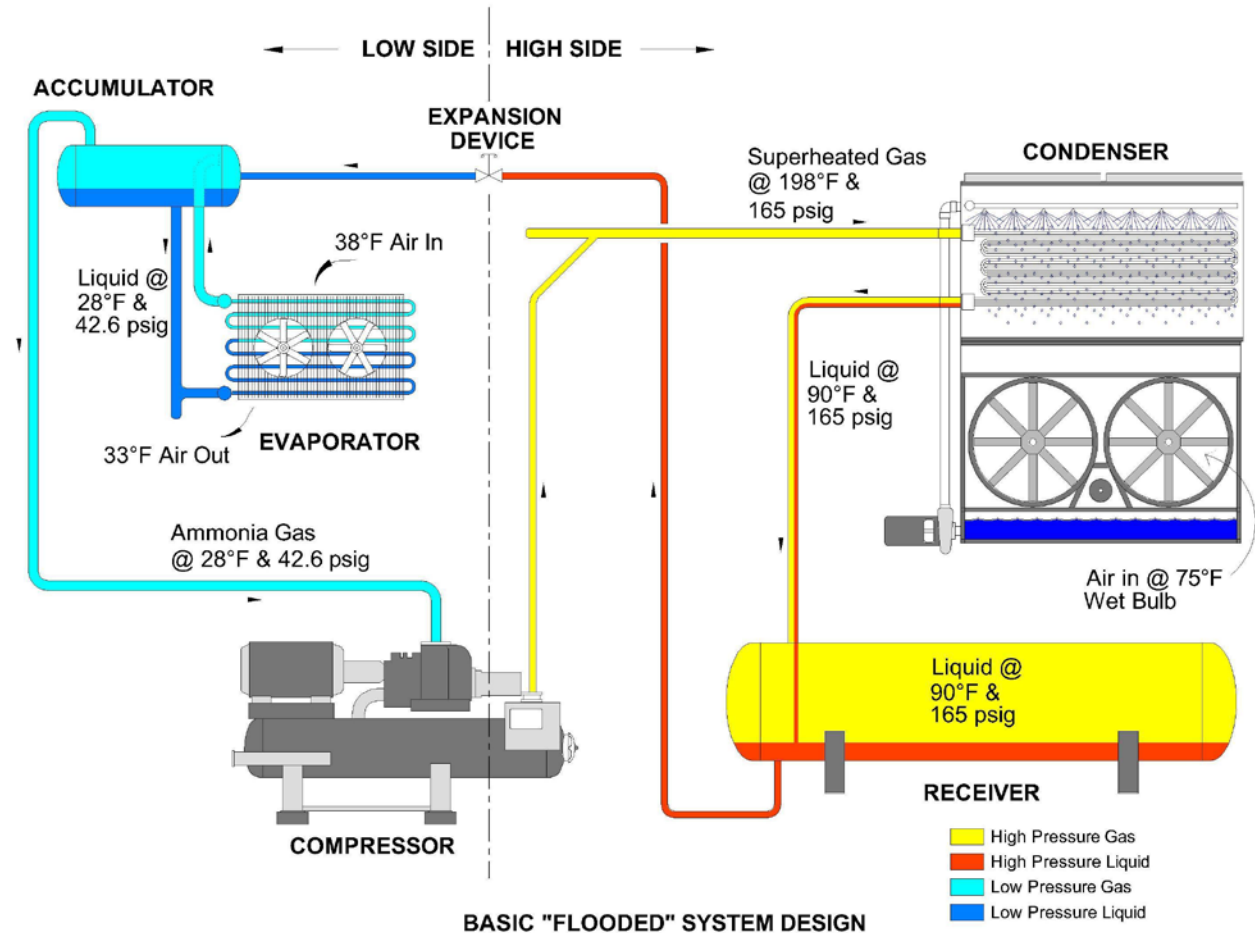 LOW SIDE HIGH SIDE
ACCUMULATOR
EXPANSION
DEVICE
Superheated Gas
@ 198°F &
165 psig
CONDENSER
38°F Air In
Liquid @
28°F &
42.6 psig
Liquid @
90°F &
165 psig
EVAPORATOR
33°F Air Out
Ammonia Gas
@ 28°F & 42.6 psig
Air in @ 75°F
Wet Bulb
Liquid @
90°F &
165 psig
RECEIVER
COMPRESSOR
High Pressure Gas
High Pressure Liquid
Low Pressure Gas
Low Pressure Liquid
BASIC "FLOODED" SYSTEM DESIGN